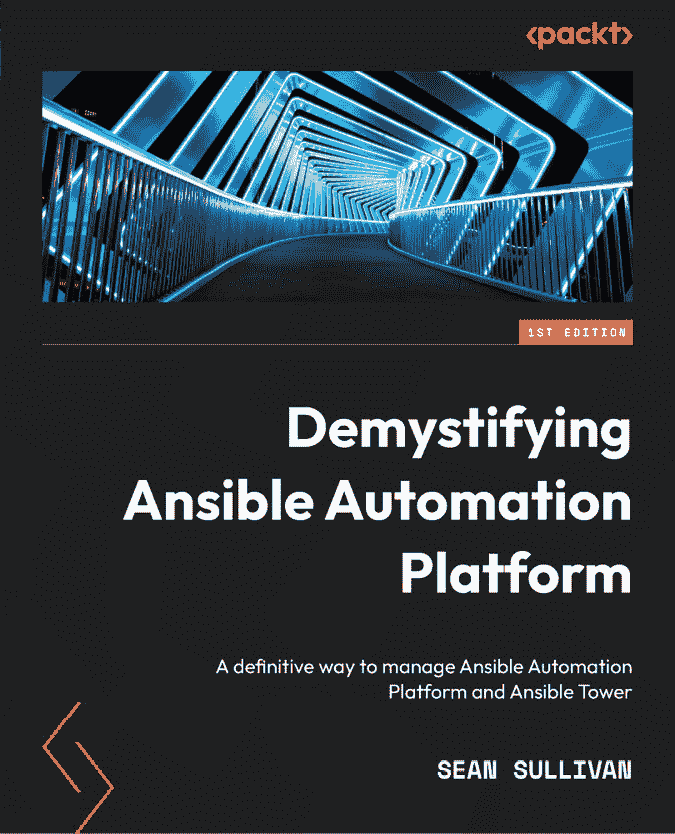 <packt>
1ST EDITION
Demystifying
Ansible Automation
Platform
A definitive way to manage Ansible Automation
Platform and Ansible Tower
SEAN SULLIVAN